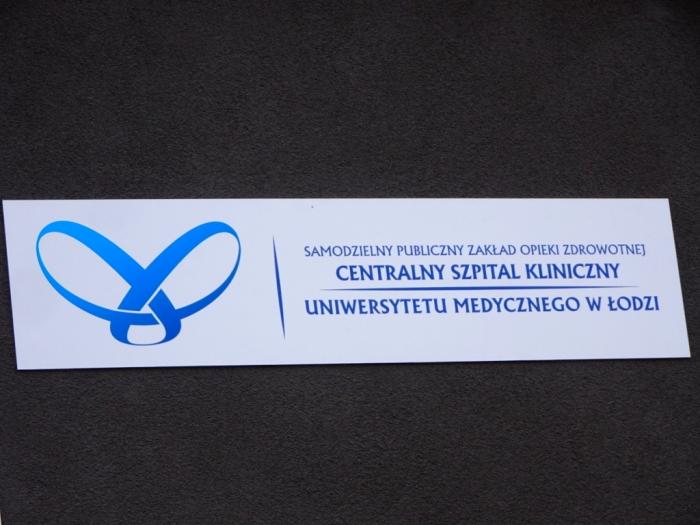 SAMODZIELNY PUBLICZNY ZAKŁAD OPIEKI ZDROWOTNEJ
CENTRALNY SZPITAL KLINICZNY
UNIWERSYTETU MEDYCZNEGO W ŁODZI